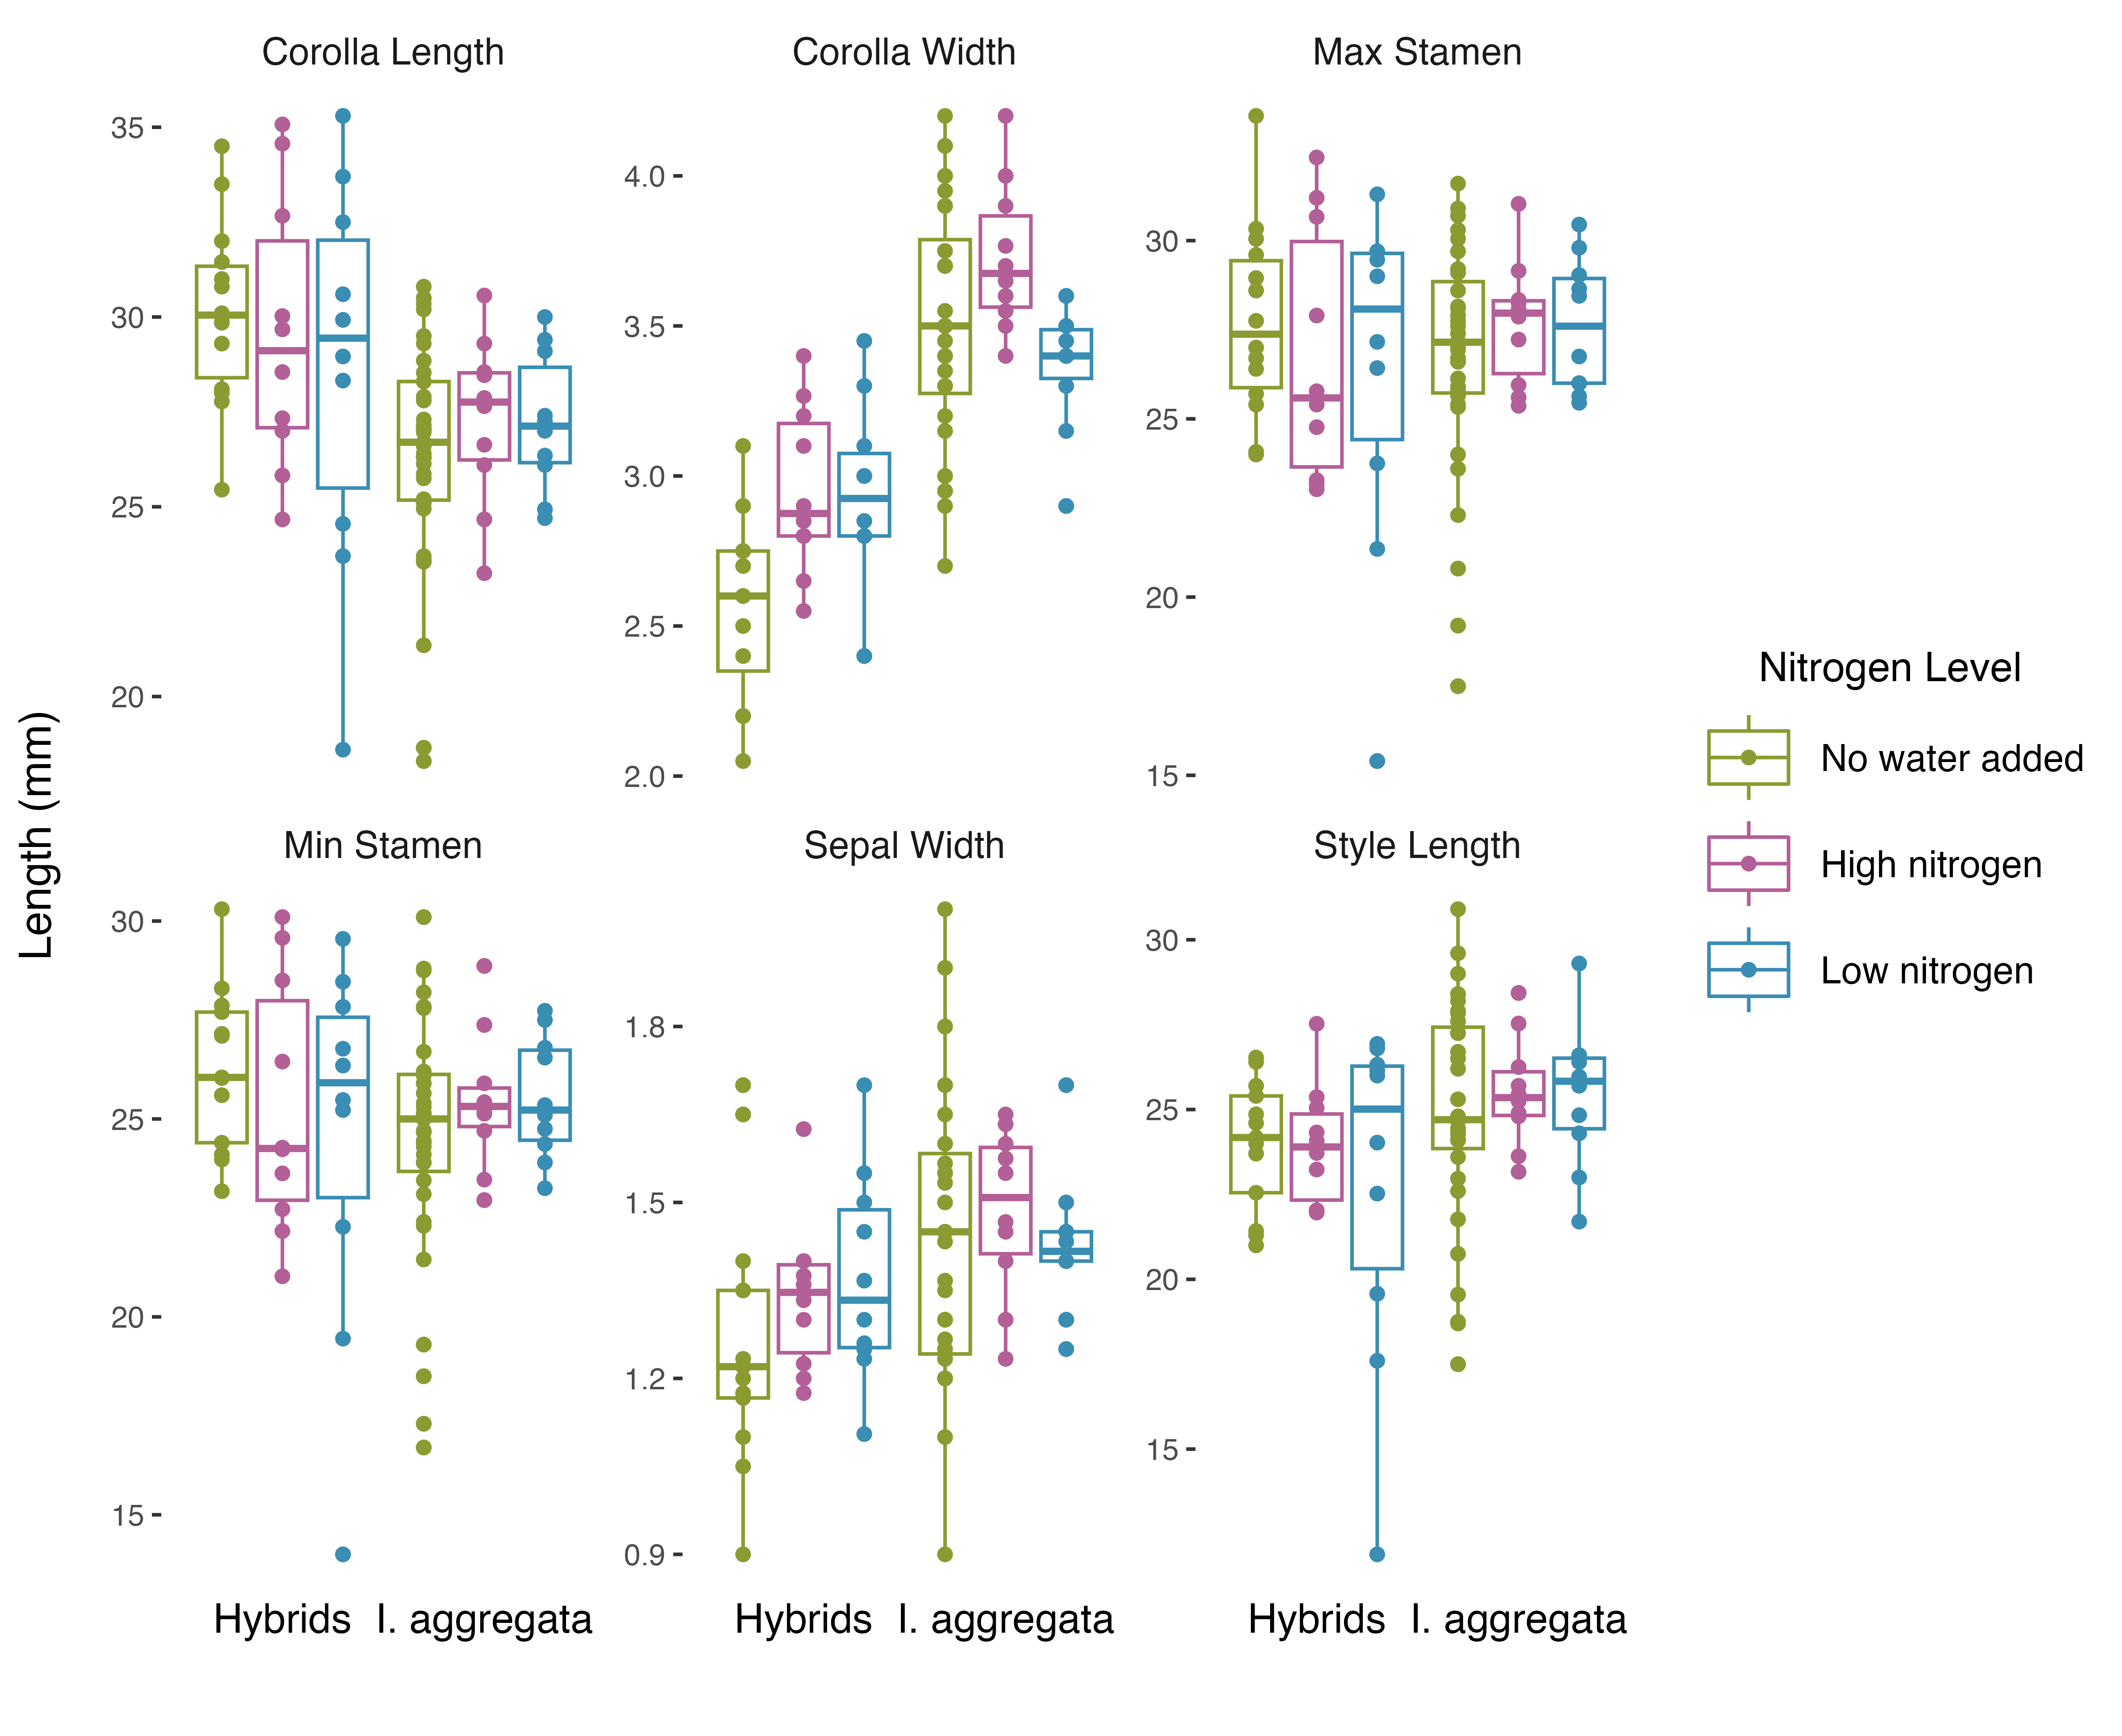 Corolla Length
Corolla Width
Max Stamen
35
30
25
20
4.0
3.5
3.0
2.5
2.0
30
25
20
15
Min Stamen
Sepal Width
Style Length
30
25
20
15
1.8
1.5
1.2
0.9
30
25
20
15
Hybrids I. aggregata
Hybrids I. aggregata
Hybrids I. aggregata
Length (mm)
Nitrogen Level
No water added
High nitrogen
Low nitrogen